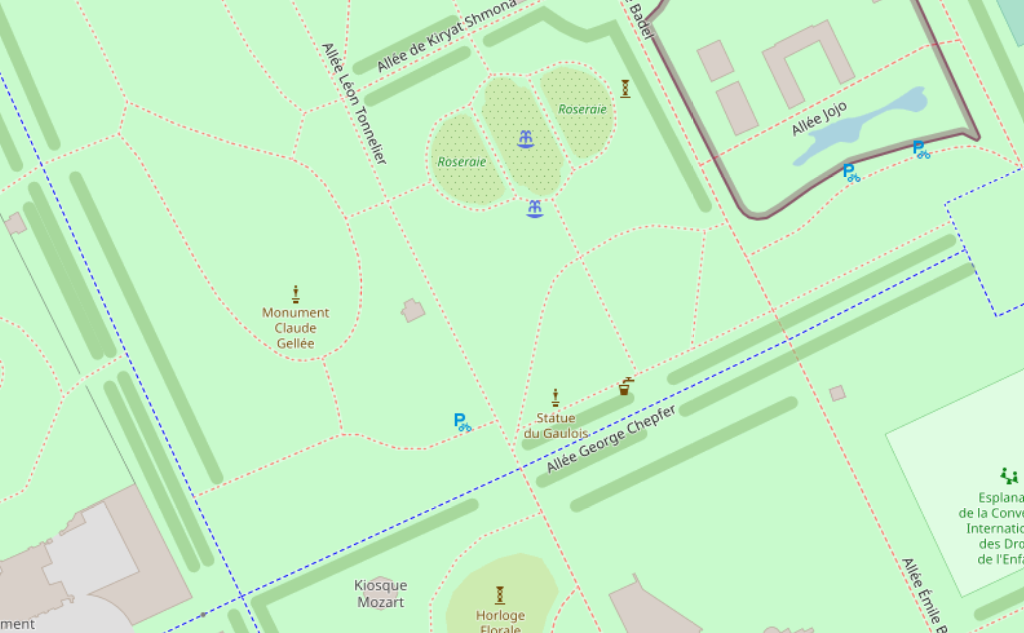 Allée de Kiryat Shmona
Badel
Allée Léon Tonnelier
Roseraie
Roseraie
Allée Jojo
Monument
Claude
Gellée
Statue
du Gaulois
Allée George Chepfer
Esplana
de la Conve
Internatio
des Dro
de l'Enfa
Allée Émile B
Kiosque
Mozart
Horloge
Florale
ment